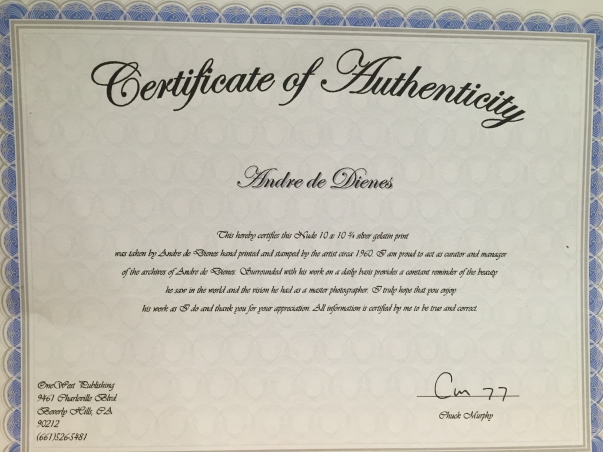 Certificate of Authenticity
Andre de Dienes
This hereby certifies this Nude 10 x 10 ¾ silver gelatin print
was taken by Andre de Dienes hand printed and stamped by the artist circa 1960. I am proud to act as curator and manager
of the archives of Andre de Dienes. Surrounded with his work on a daily basis provides a constant reminder of the beauty
he saw in the world and the vision he had as a master photographer. I truly hope that you enjoy
his work as I do and thank you for your appreciation. All information is certified by me to be true and correct.
OneWest Publishing
9461 Charleville Blvd
Beverly Hills, CA
90212
(661)526-5481
Chuck Murphy